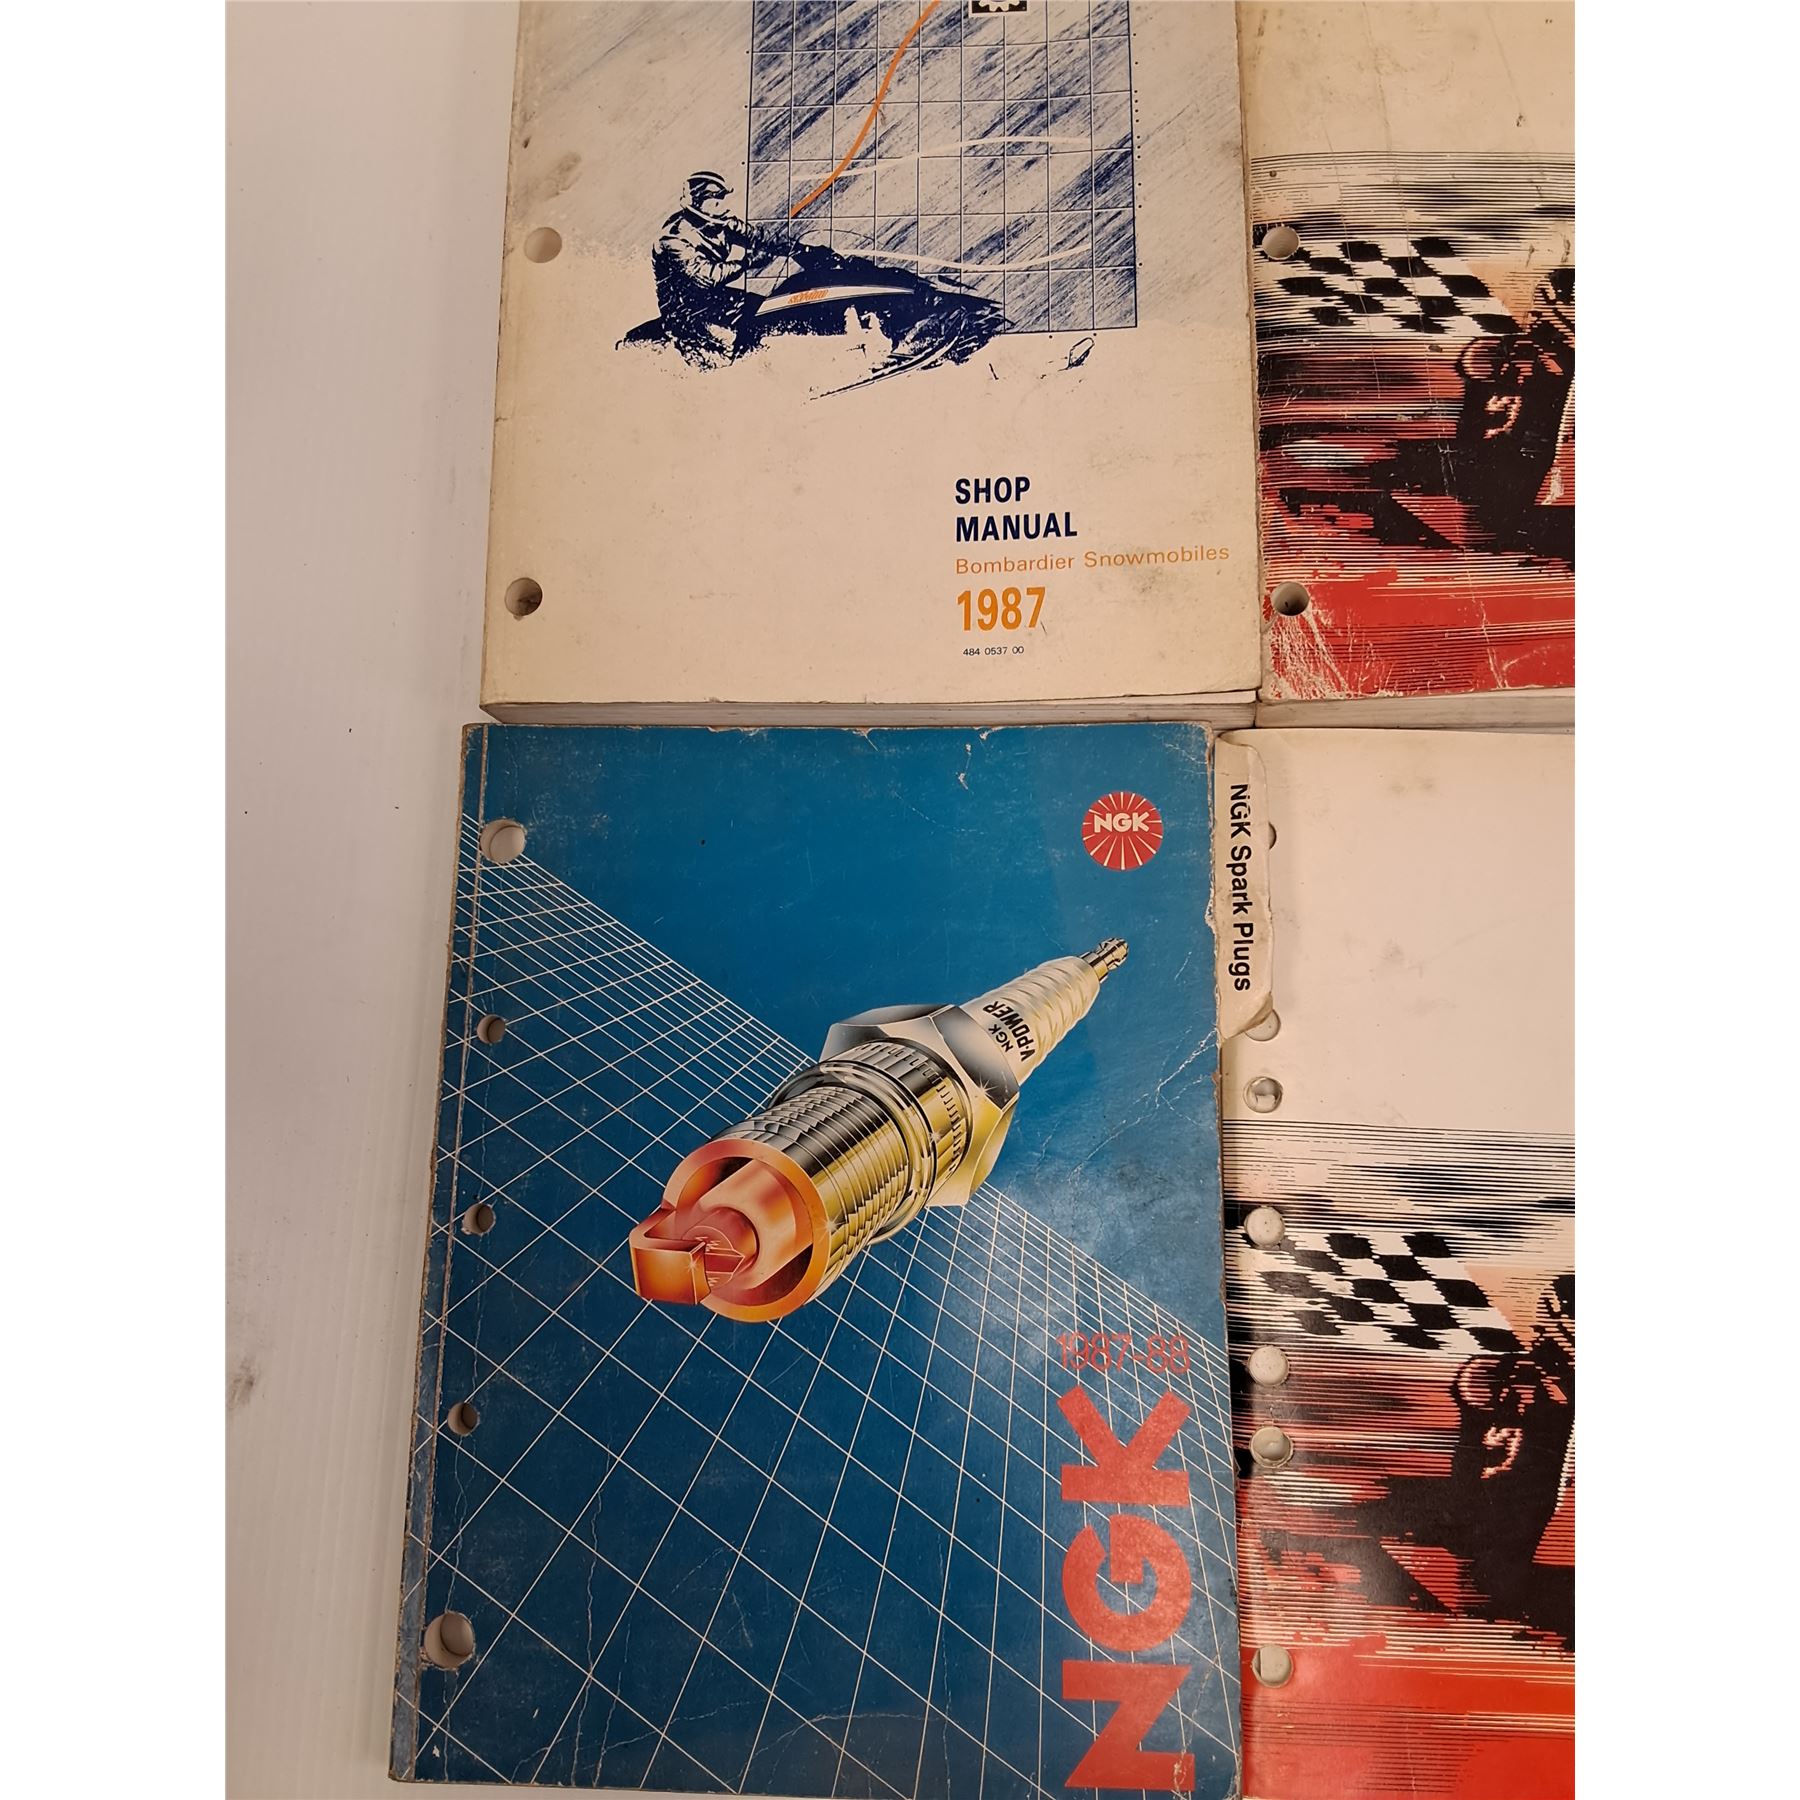 SHOP
MANUAL
Bombardier Snowmobiles
1987
484 0537 00
NGK
NGK Spark Plugs
NGK
V-POWER
1987-88
NGK